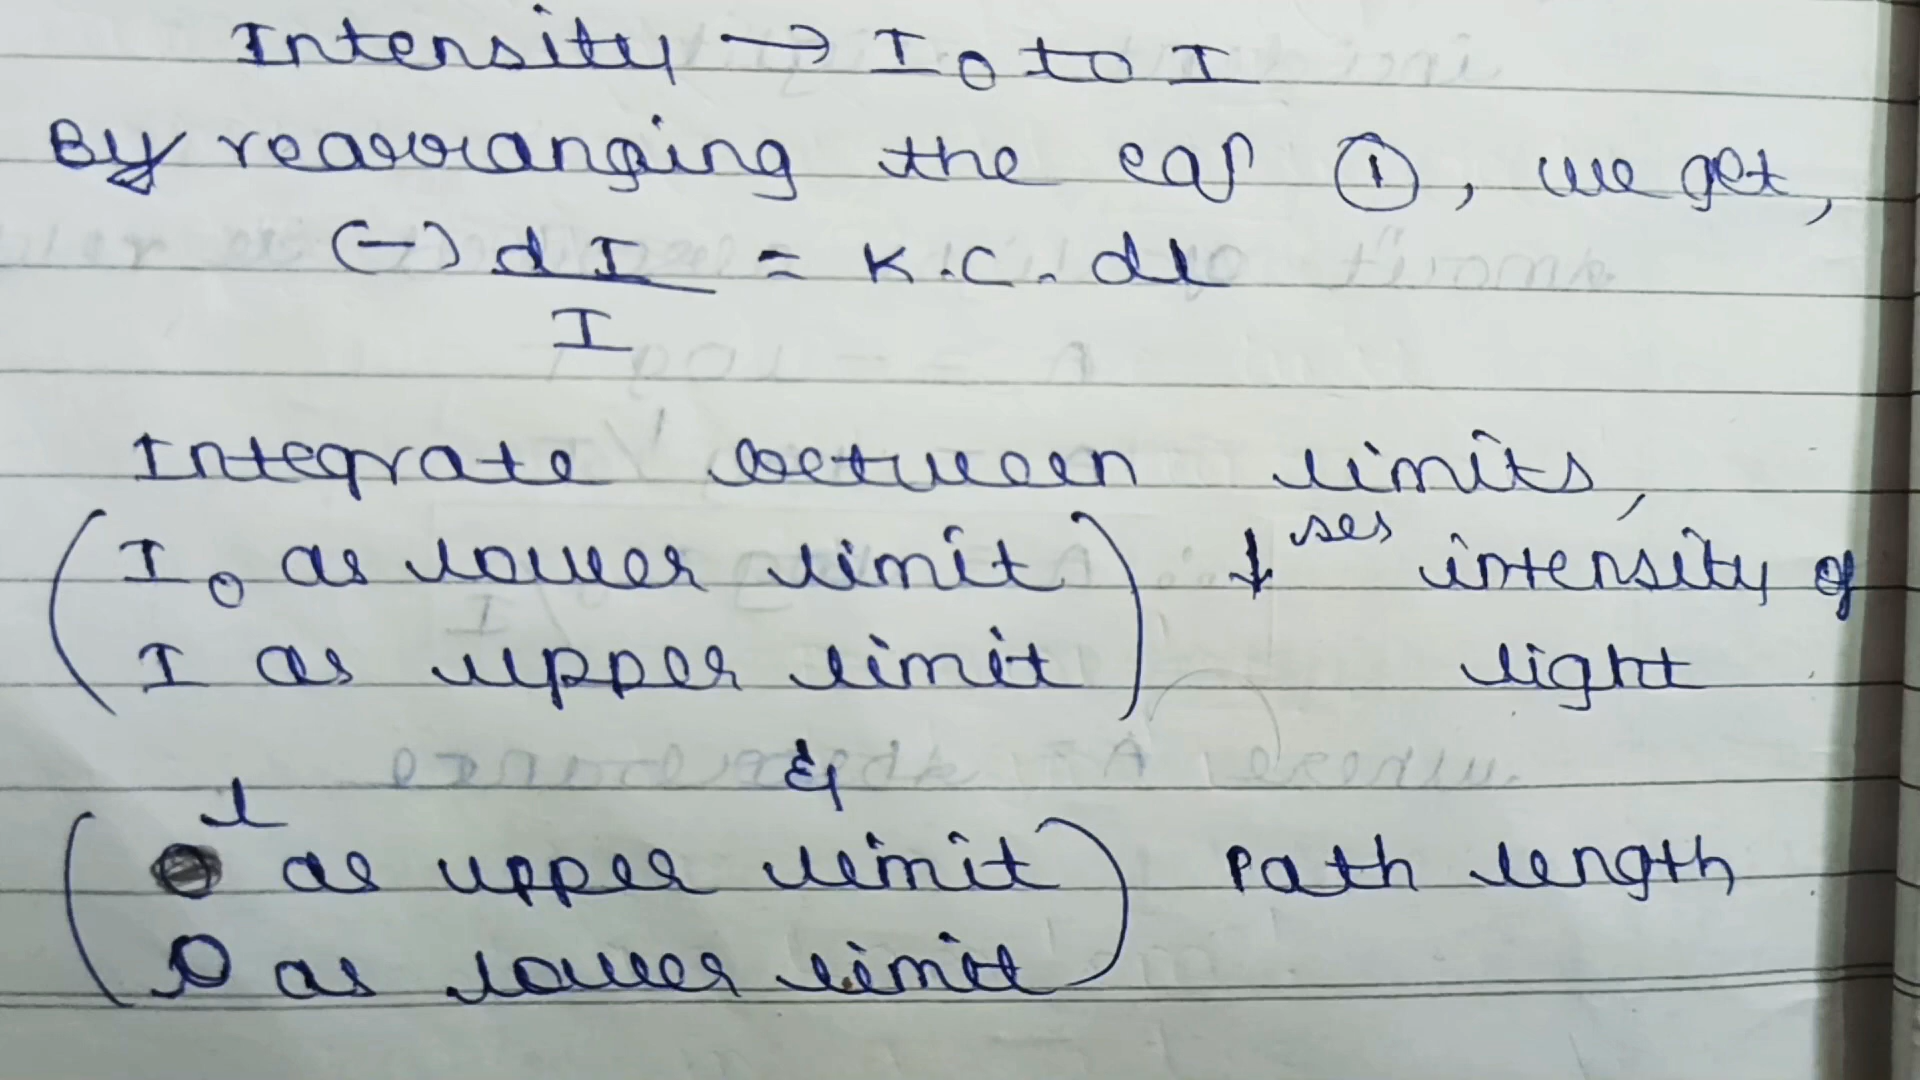 Intensity → I₀ to I
By rearranging the eqⁿ ①, we get,
(-) dI = K.C. dl
I
Integrate between limits,
(I₀ as lower limit) ↓ses intensity of
(I as upper limit) light
&
l
as upper limit) Path length
0 as lower limit)